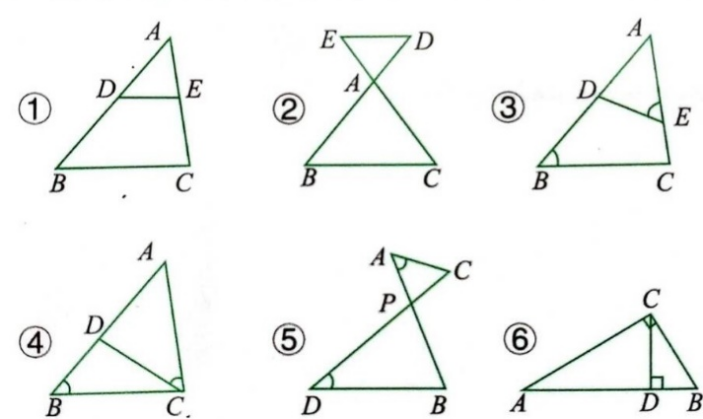 ① A D E B C
② E D A B C
③ A D E B C
④ A D B C
⑤ A C P D B
⑥ C A D B